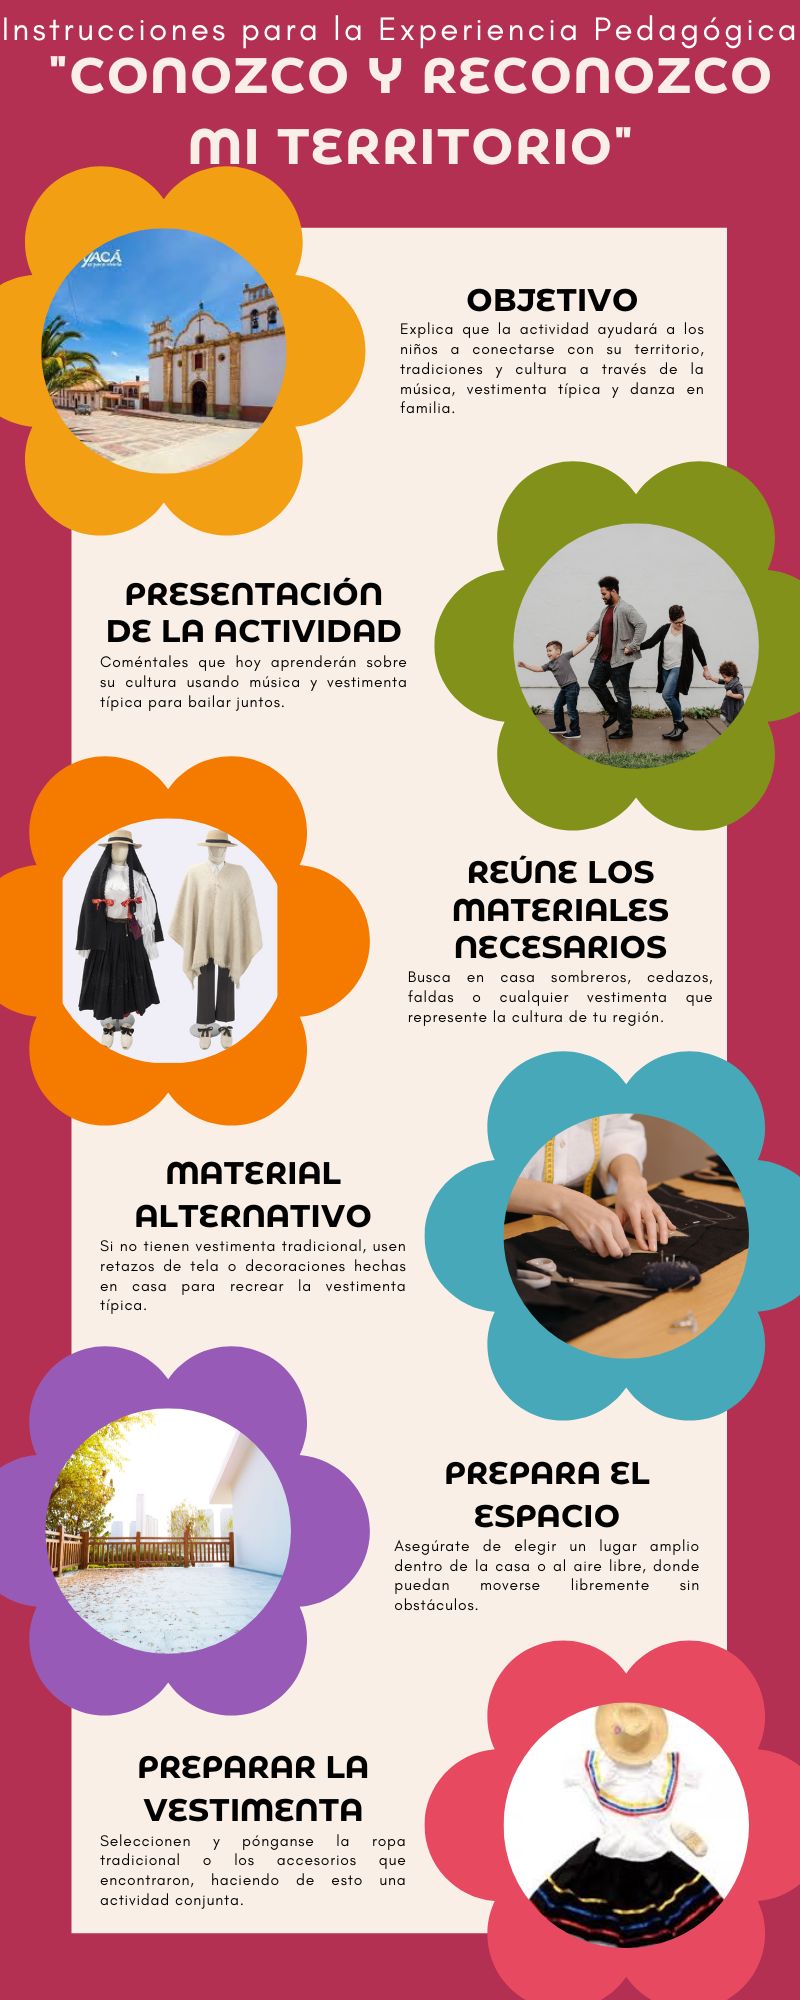 Instrucciones para la Experiencia Pedagógica
"CONOZCO Y RECONOZCO
MI TERRITORIO"
OBJETIVO
Explica que la actividad ayudará a los
niños a conectarse con su territorio,
tradiciones y cultura a través de la
música, vestimenta típica y danza en
familia.
PRESENTACIÓN
DE LA ACTIVIDAD
Coméntales que hoy aprenderán sobre
su cultura usando música y vestimenta
típica para bailar juntos.
REÚNE LOS
MATERIALES
NECESARIOS
Busca en casa sombreros, cedazos,
faldas o cualquier vestimenta que
represente la cultura de tu región.
MATERIAL
ALTERNATIVO
Si no tienen vestimenta tradicional, usen
retazos de tela o decoraciones hechas
en casa para recrear la vestimenta
típica.
PREPARA EL
ESPACIO
Asegúrate de elegir un lugar amplio
dentro de la casa o al aire libre, donde
puedan moverse libremente sin
obstáculos.
PREPARAR LA
VESTIMENTA
Seleccionen y pónganse la ropa
tradicional o los accesorios que
encontraron, haciendo de esto una
actividad conjunta.